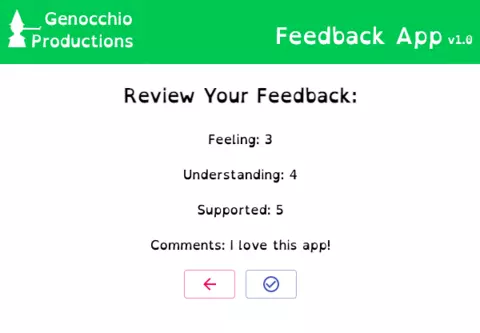 Genocchio
Productions
Feedback App v1.0
Review Your Feedback:
Feeling: 3
Understanding: 4
Supported: 5
Comments: I love this app!